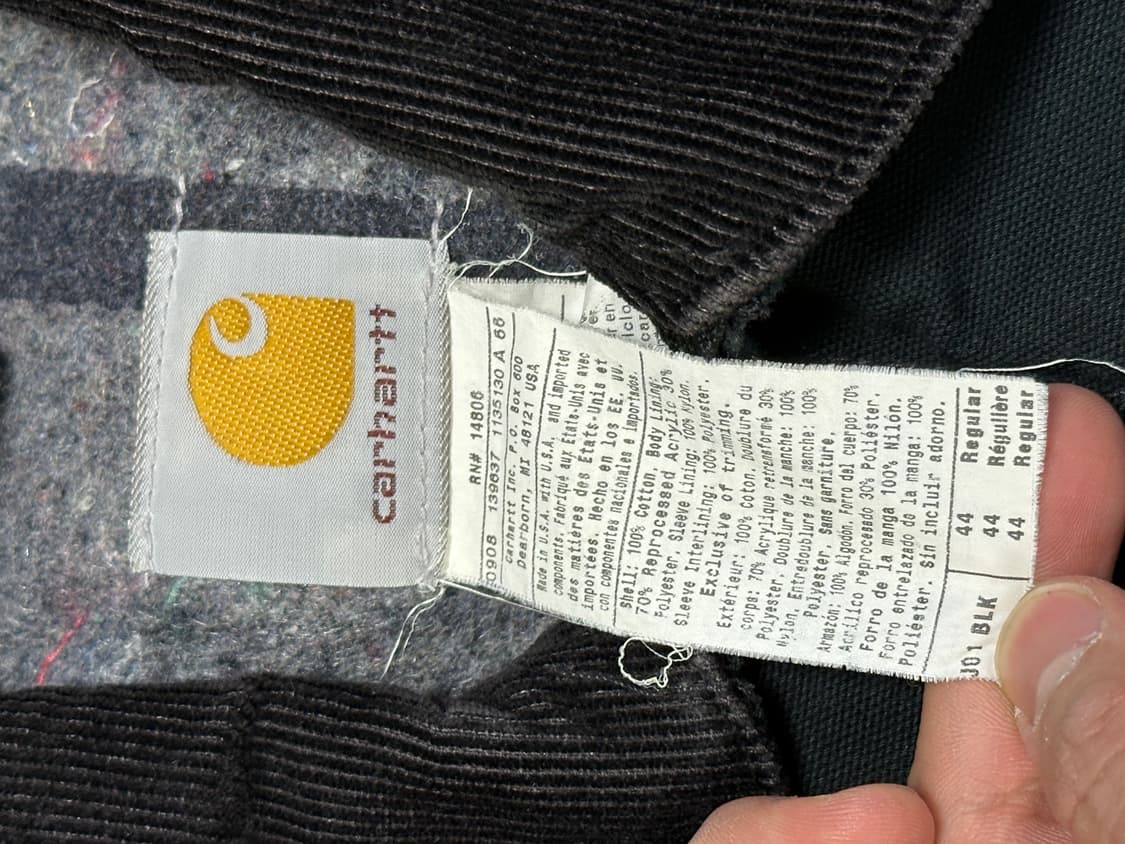 carhartt
RN# 14806
0908 139837 1135130 A 66
Carhartt Inc. P.O. Box 600
Dearborn, MI 48121 USA
Made in U.S.A. with U.S.A. and imported
components. Fabriqué aux États-Unis avec
des matières des États-Unis et
importées. Hecho en los EE. UU.
con componentes nacionales e importados.
Shell: 100% Cotton, Body Lining:
70% Reprocessed Acrylic 30%
Polyester, Sleeve Lining: 100% Nylon.
Sleeve Interlining: 100% Polyester.
Exclusive of trimming.
Extérieur: 100% coton, Doublure du
corps: 70% Acrylique retransformé 30%
Polyester, Doublure de la manche: 100%
Nylon, Entredoublure de la manche: 100%
Polyester, sans garniture.
Armazón: 100% Algodón, Forro del cuerpo: 70%
Acrílico reprocesado 30% Poliéster,
Forro de la manga 100% Nilón.
Forro entrelazado de la manga: 100%
Poliéster. Sin incluir adorno.
44 Regular
44 Régulière
44 Regular
J01 BLK